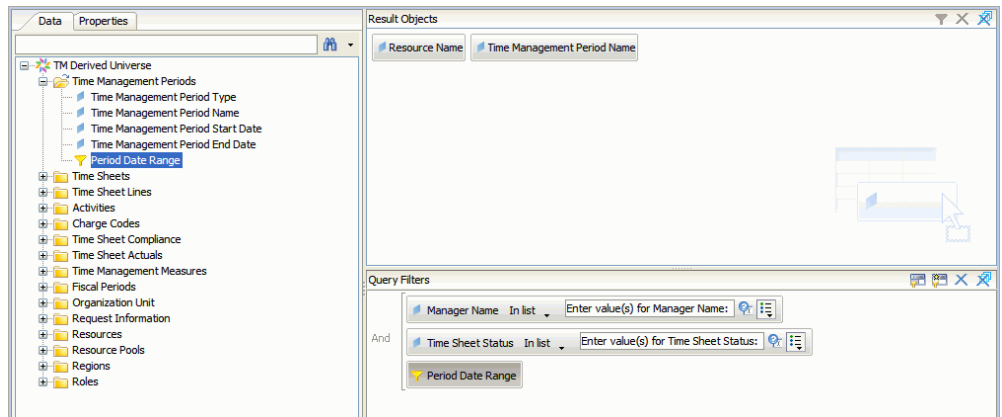 Data Properties
TM Derived Universe
Time Management Periods
Time Management Period Type
Time Management Period Name
Time Management Period Start Date
Time Management Period End Date
Period Date Range
Time Sheets
Time Sheet Lines
Activities
Charge Codes
Time Sheet Compliance
Time Sheet Actuals
Time Management Measures
Fiscal Periods
Organization Unit
Request Information
Resources
Resource Pools
Regions
Roles
Result Objects
Resource Name Time Management Period Name
Query Filters
And
Manager Name In list Enter value(s) for Manager Name:
Time Sheet Status In list Enter value(s) for Time Sheet Status:
Period Date Range